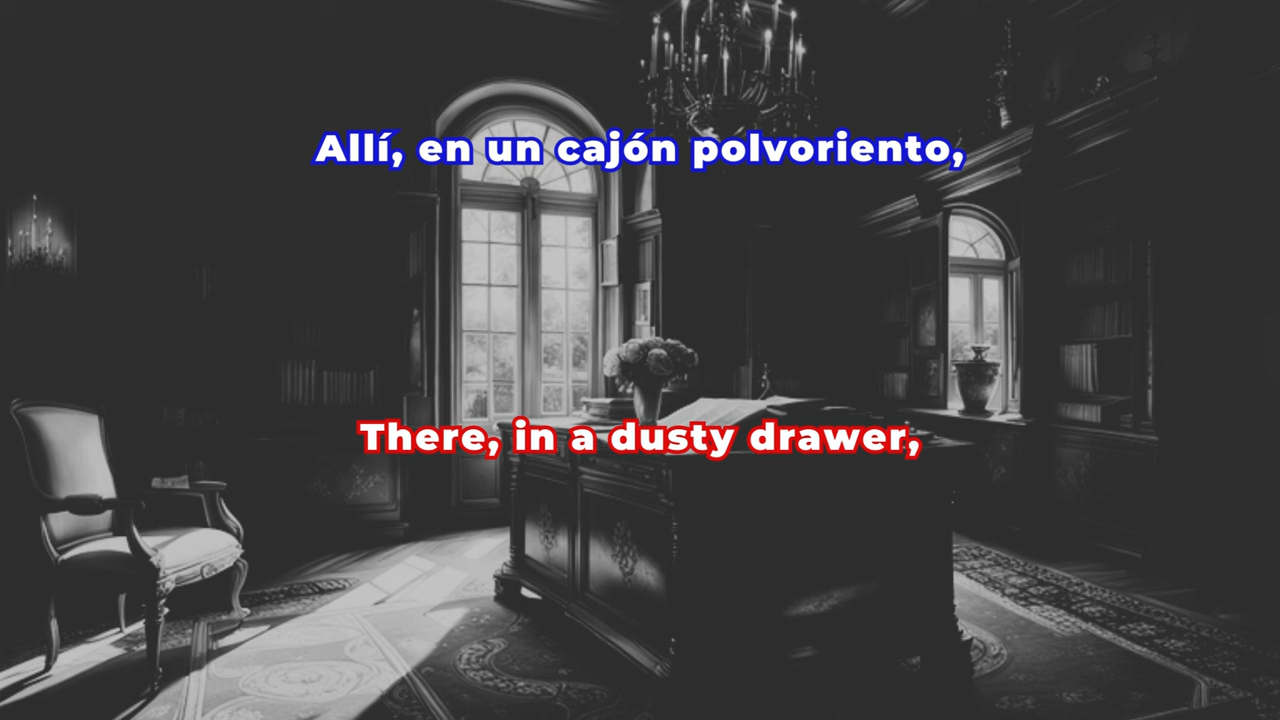 Allí, en un cajón polvoriento,
There, in a dusty drawer,